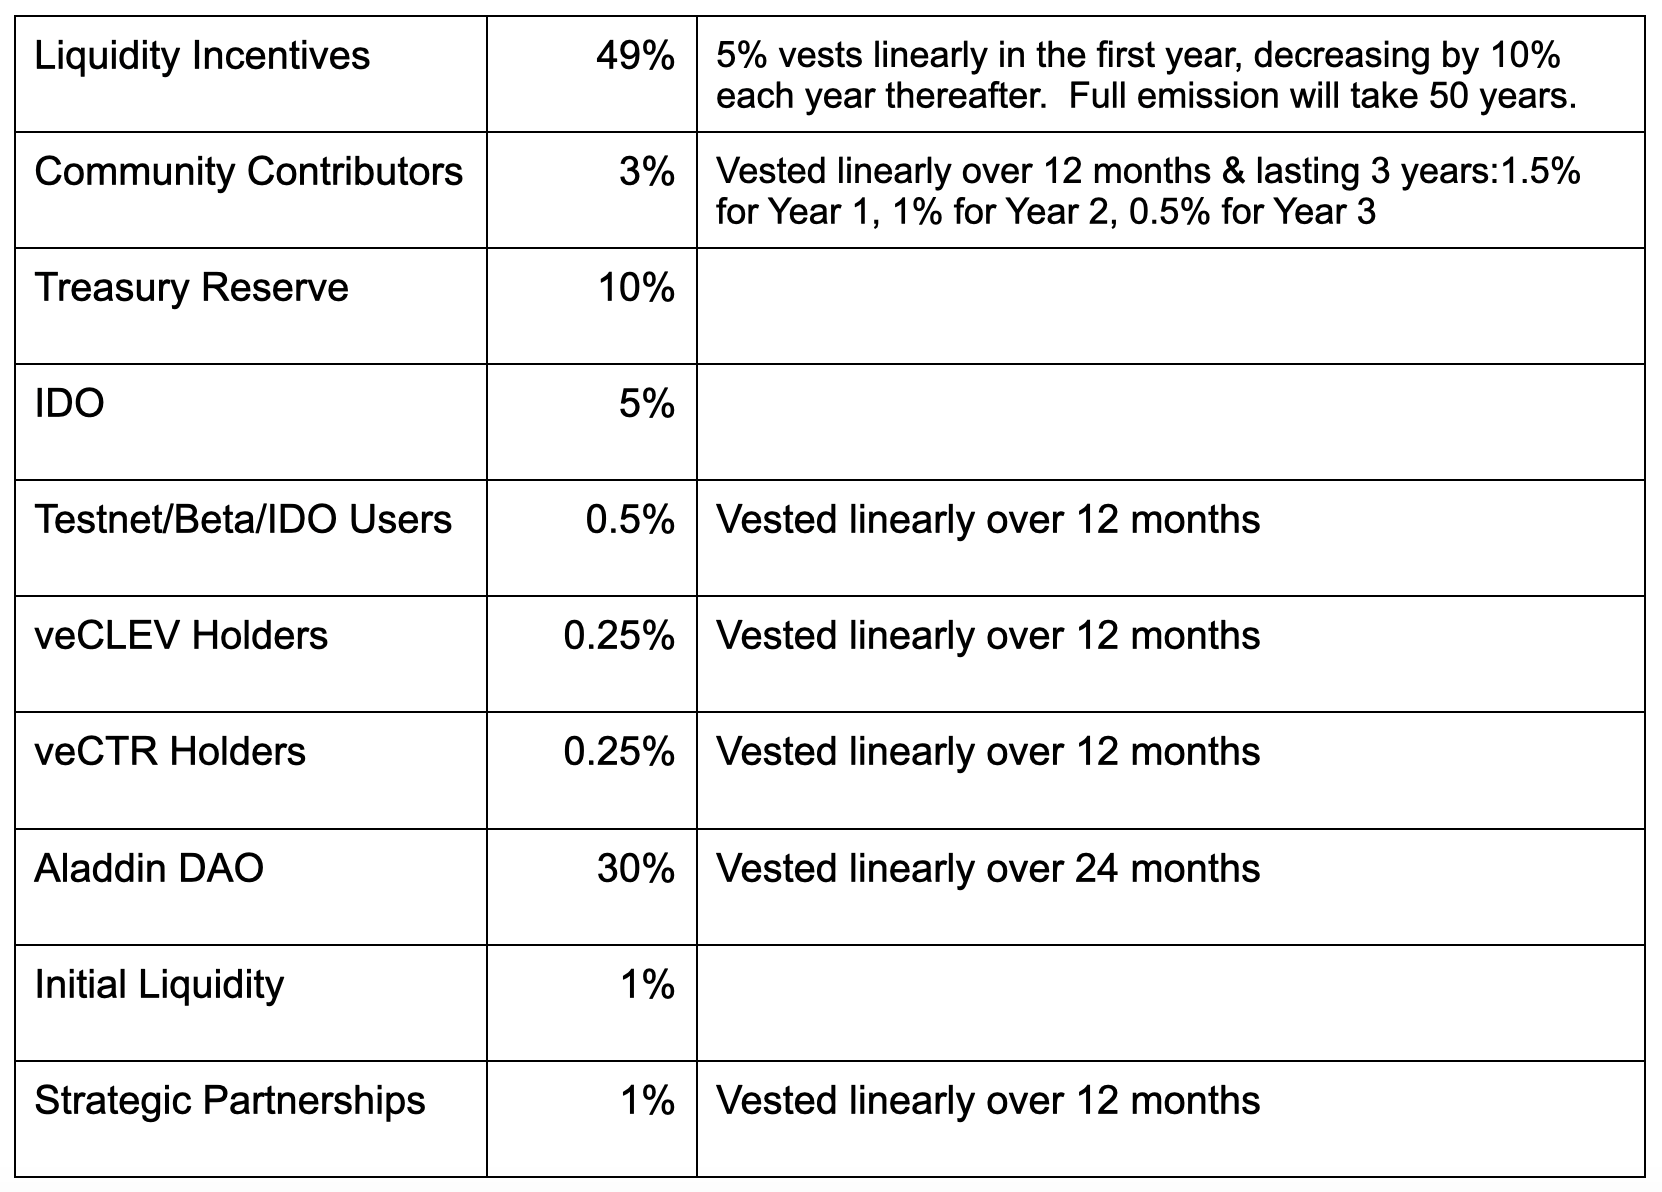 Liquidity Incentives 49% 5% vests linearly in the first year, decreasing by 10%
each year thereafter.  Full emission will take 50 years.
Community Contributors 3% Vested linearly over 12 months & lasting 3 years:1.5%
for Year 1, 1% for Year 2, 0.5% for Year 3
Treasury Reserve 10%
IDO 5%
Testnet/Beta/IDO Users 0.5% Vested linearly over 12 months
veCLEV Holders 0.25% Vested linearly over 12 months
veCTR Holders 0.25% Vested linearly over 12 months
Aladdin DAO 30% Vested linearly over 24 months
Initial Liquidity 1%
Strategic Partnerships 1% Vested linearly over 12 months